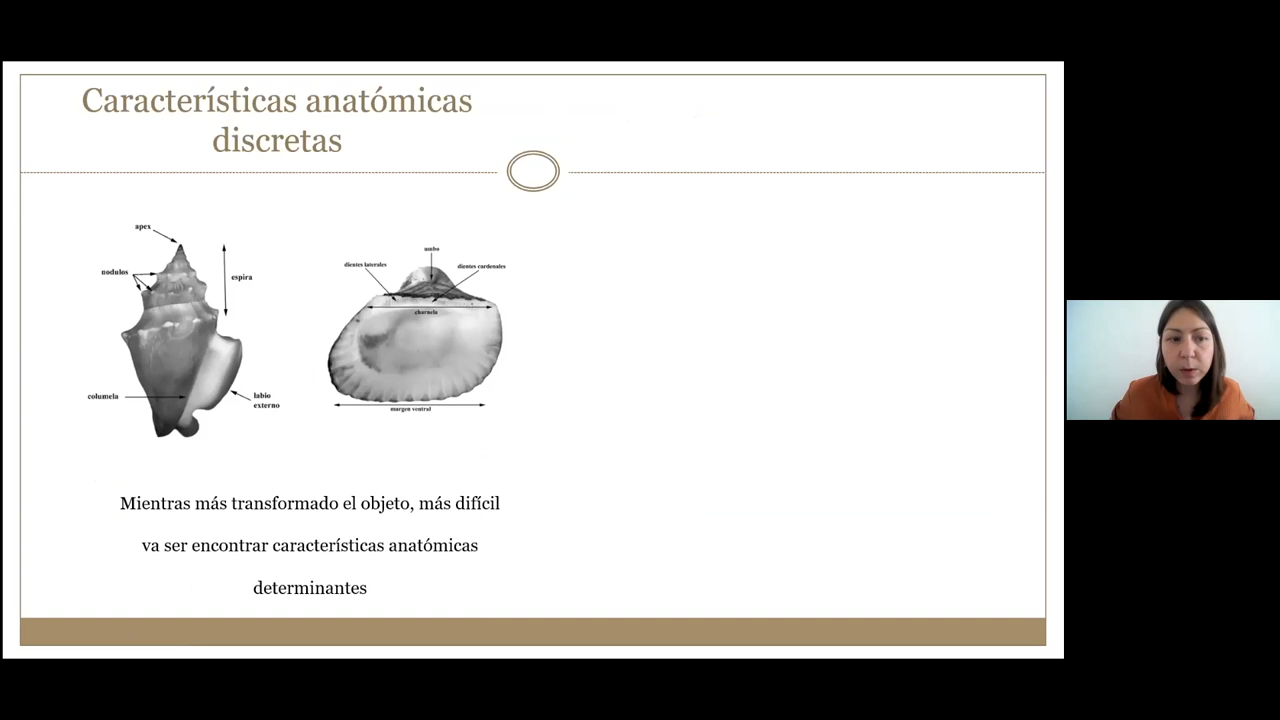 Características anatómicas
discretas
apex
nodulos
espira
columela
labio
externo
umbo
dientes laterales
dientes cardenales
charnela
margen ventral
Mientras más transformado el objeto, más difícil
va ser encontrar características anatómicas
determinantes